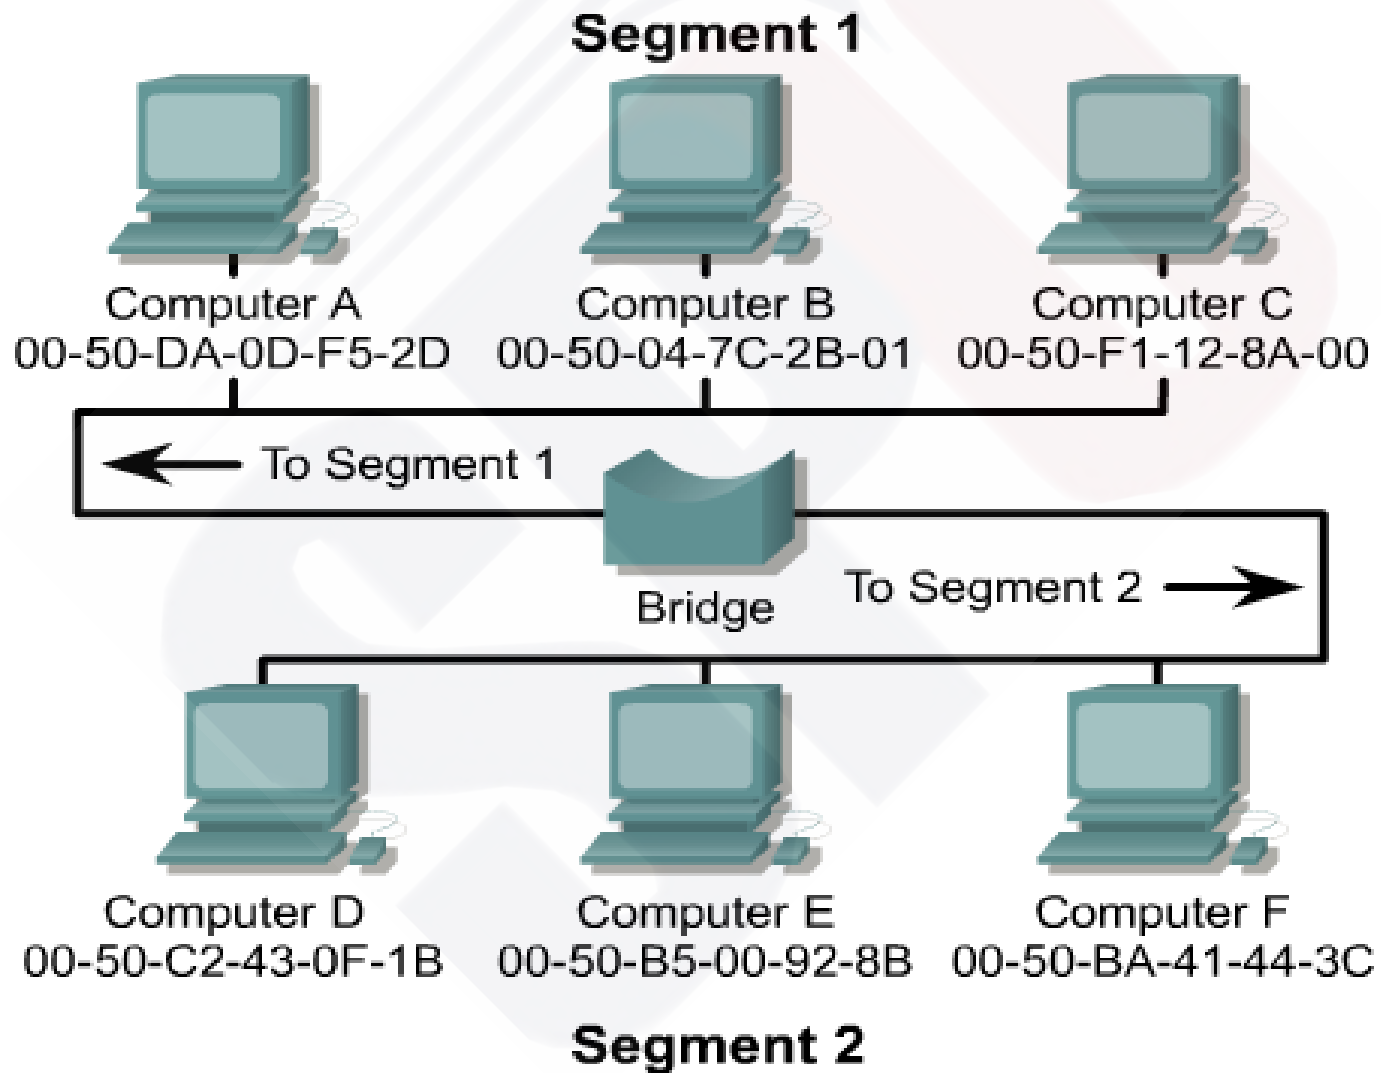 Segment 1
Computer A
00-50-DA-0D-F5-2D
Computer B
00-50-04-7C-2B-01
Computer C
00-50-F1-12-8A-00
To Segment 1
Bridge
To Segment 2
Computer D
00-50-C2-43-0F-1B
Computer E
00-50-B5-00-92-8B
Computer F
00-50-BA-41-44-3C
Segment 2